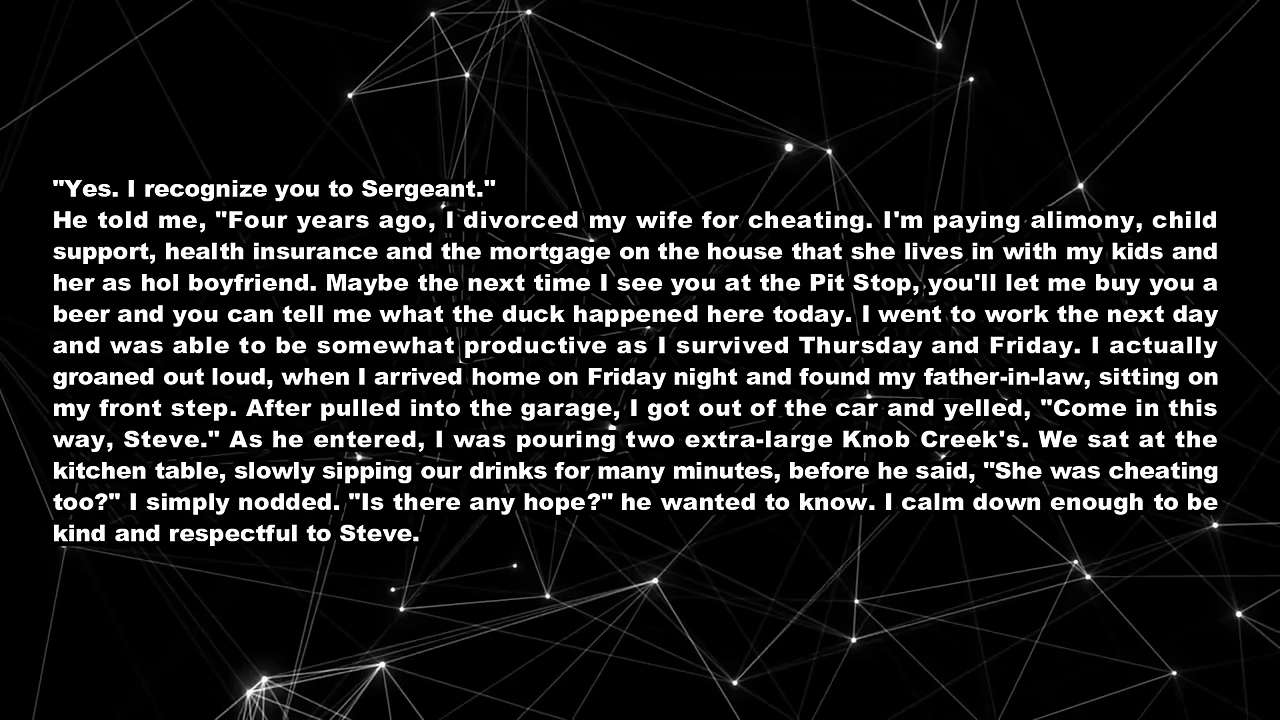 "Yes. I recognize you to Sergeant."
He told me, "Four years ago, I divorced my wife for cheating. I'm paying alimony, child
support, health insurance and the mortgage on the house that she lives in with my kids and
her as hol boyfriend. Maybe the next time I see you at the Pit Stop, you'll let me buy you a
beer and you can tell me what the duck happened here today. I went to work the next day
and was able to be somewhat productive as I survived Thursday and Friday. I actually
groaned out loud, when I arrived home on Friday night and found my father-in-law, sitting on
my front step. After pulled into the garage, I got out of the car and yelled, "Come in this
way, Steve." As he entered, I was pouring two extra-large Knob Creek's. We sat at the
kitchen table, slowly sipping our drinks for many minutes, before he said, "She was cheating
too?" I simply nodded. "Is there any hope?" he wanted to know. I calm down enough to be
kind and respectful to Steve.